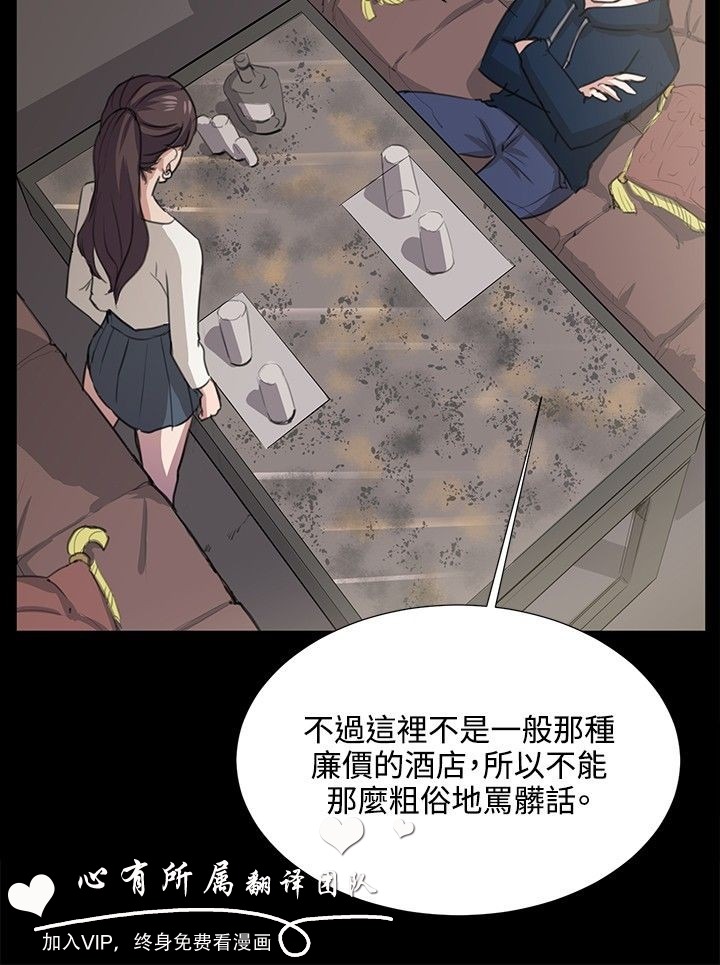 不過這裡不是一般那種
廉價的酒店,所以不能
那麼粗俗地罵髒話。
心有所属翻译团队
加入VIP，终身免费看漫画